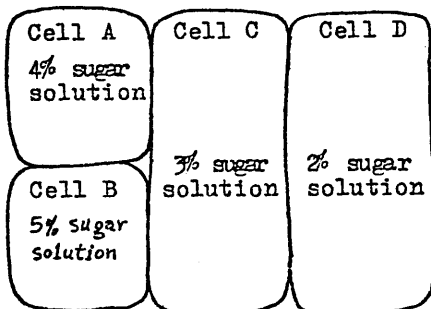 Cell A
4% sugar
solution
Cell B
5% sugar
solution
Cell C
3% sugar
solution
Cell D
2% sugar
solution